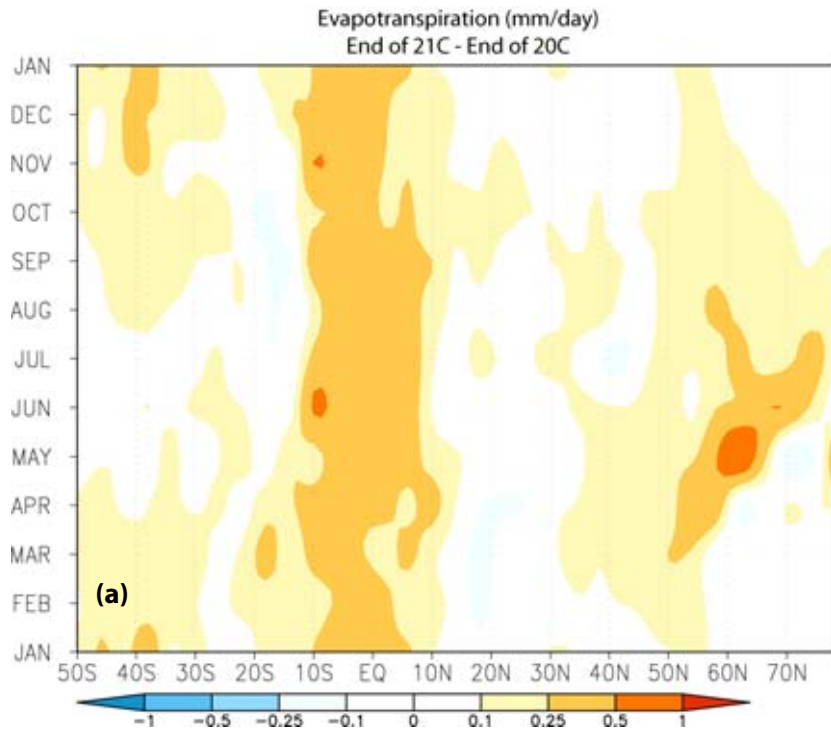 Evapotranspiration (mm/day)
End of 21C - End of 20C
JAN
DEC
NOV
OCT
SEP
AUG
JUL
JUN
MAY
APR
MAR
FEB
JAN
(a)
50S 40S 30S 20S 10S EQ 10N 20N 30N 40N 50N 60N 70N
-1 -0.5 -0.25 -0.1 0 0.1 0.25 0.5 1